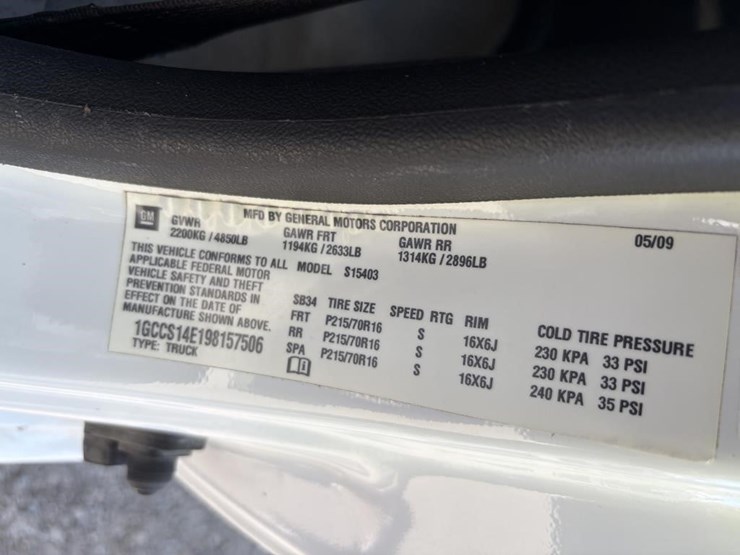 GM MFD BY GENERAL MOTORS CORPORATION 05/09
GVWR GAWR FRT GAWR RR
2200KG / 4850LB 1194KG / 2633LB 1314KG / 2896LB
THIS VEHICLE CONFORMS TO ALL MODEL S15403
APPLICABLE FEDERAL MOTOR
VEHICLE SAFETY AND THEFT
PREVENTION STANDARDS IN
EFFECT ON THE DATE OF
MANUFACTURE SHOWN ABOVE.
1GCCS14E198157506
TYPE: TRUCK
SB34 TIRE SIZE SPEED RTG RIM COLD TIRE PRESSURE
FRT P215/70R16 S 16X6J 230 KPA 33 PSI
RR P215/70R16 S 16X6J 230 KPA 33 PSI
SPA P215/70R16 S 16X6J 240 KPA 35 PSI